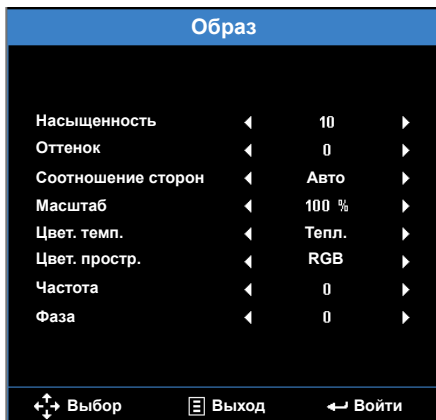 Образ
Насыщенность 10
Оттенок 0
Соотношение сторон Авто
Масштаб 100 %
Цвет. темп. Тепл.
Цвет. простр. RGB
Частота 0
Фаза 0
Выбор Выход Войти